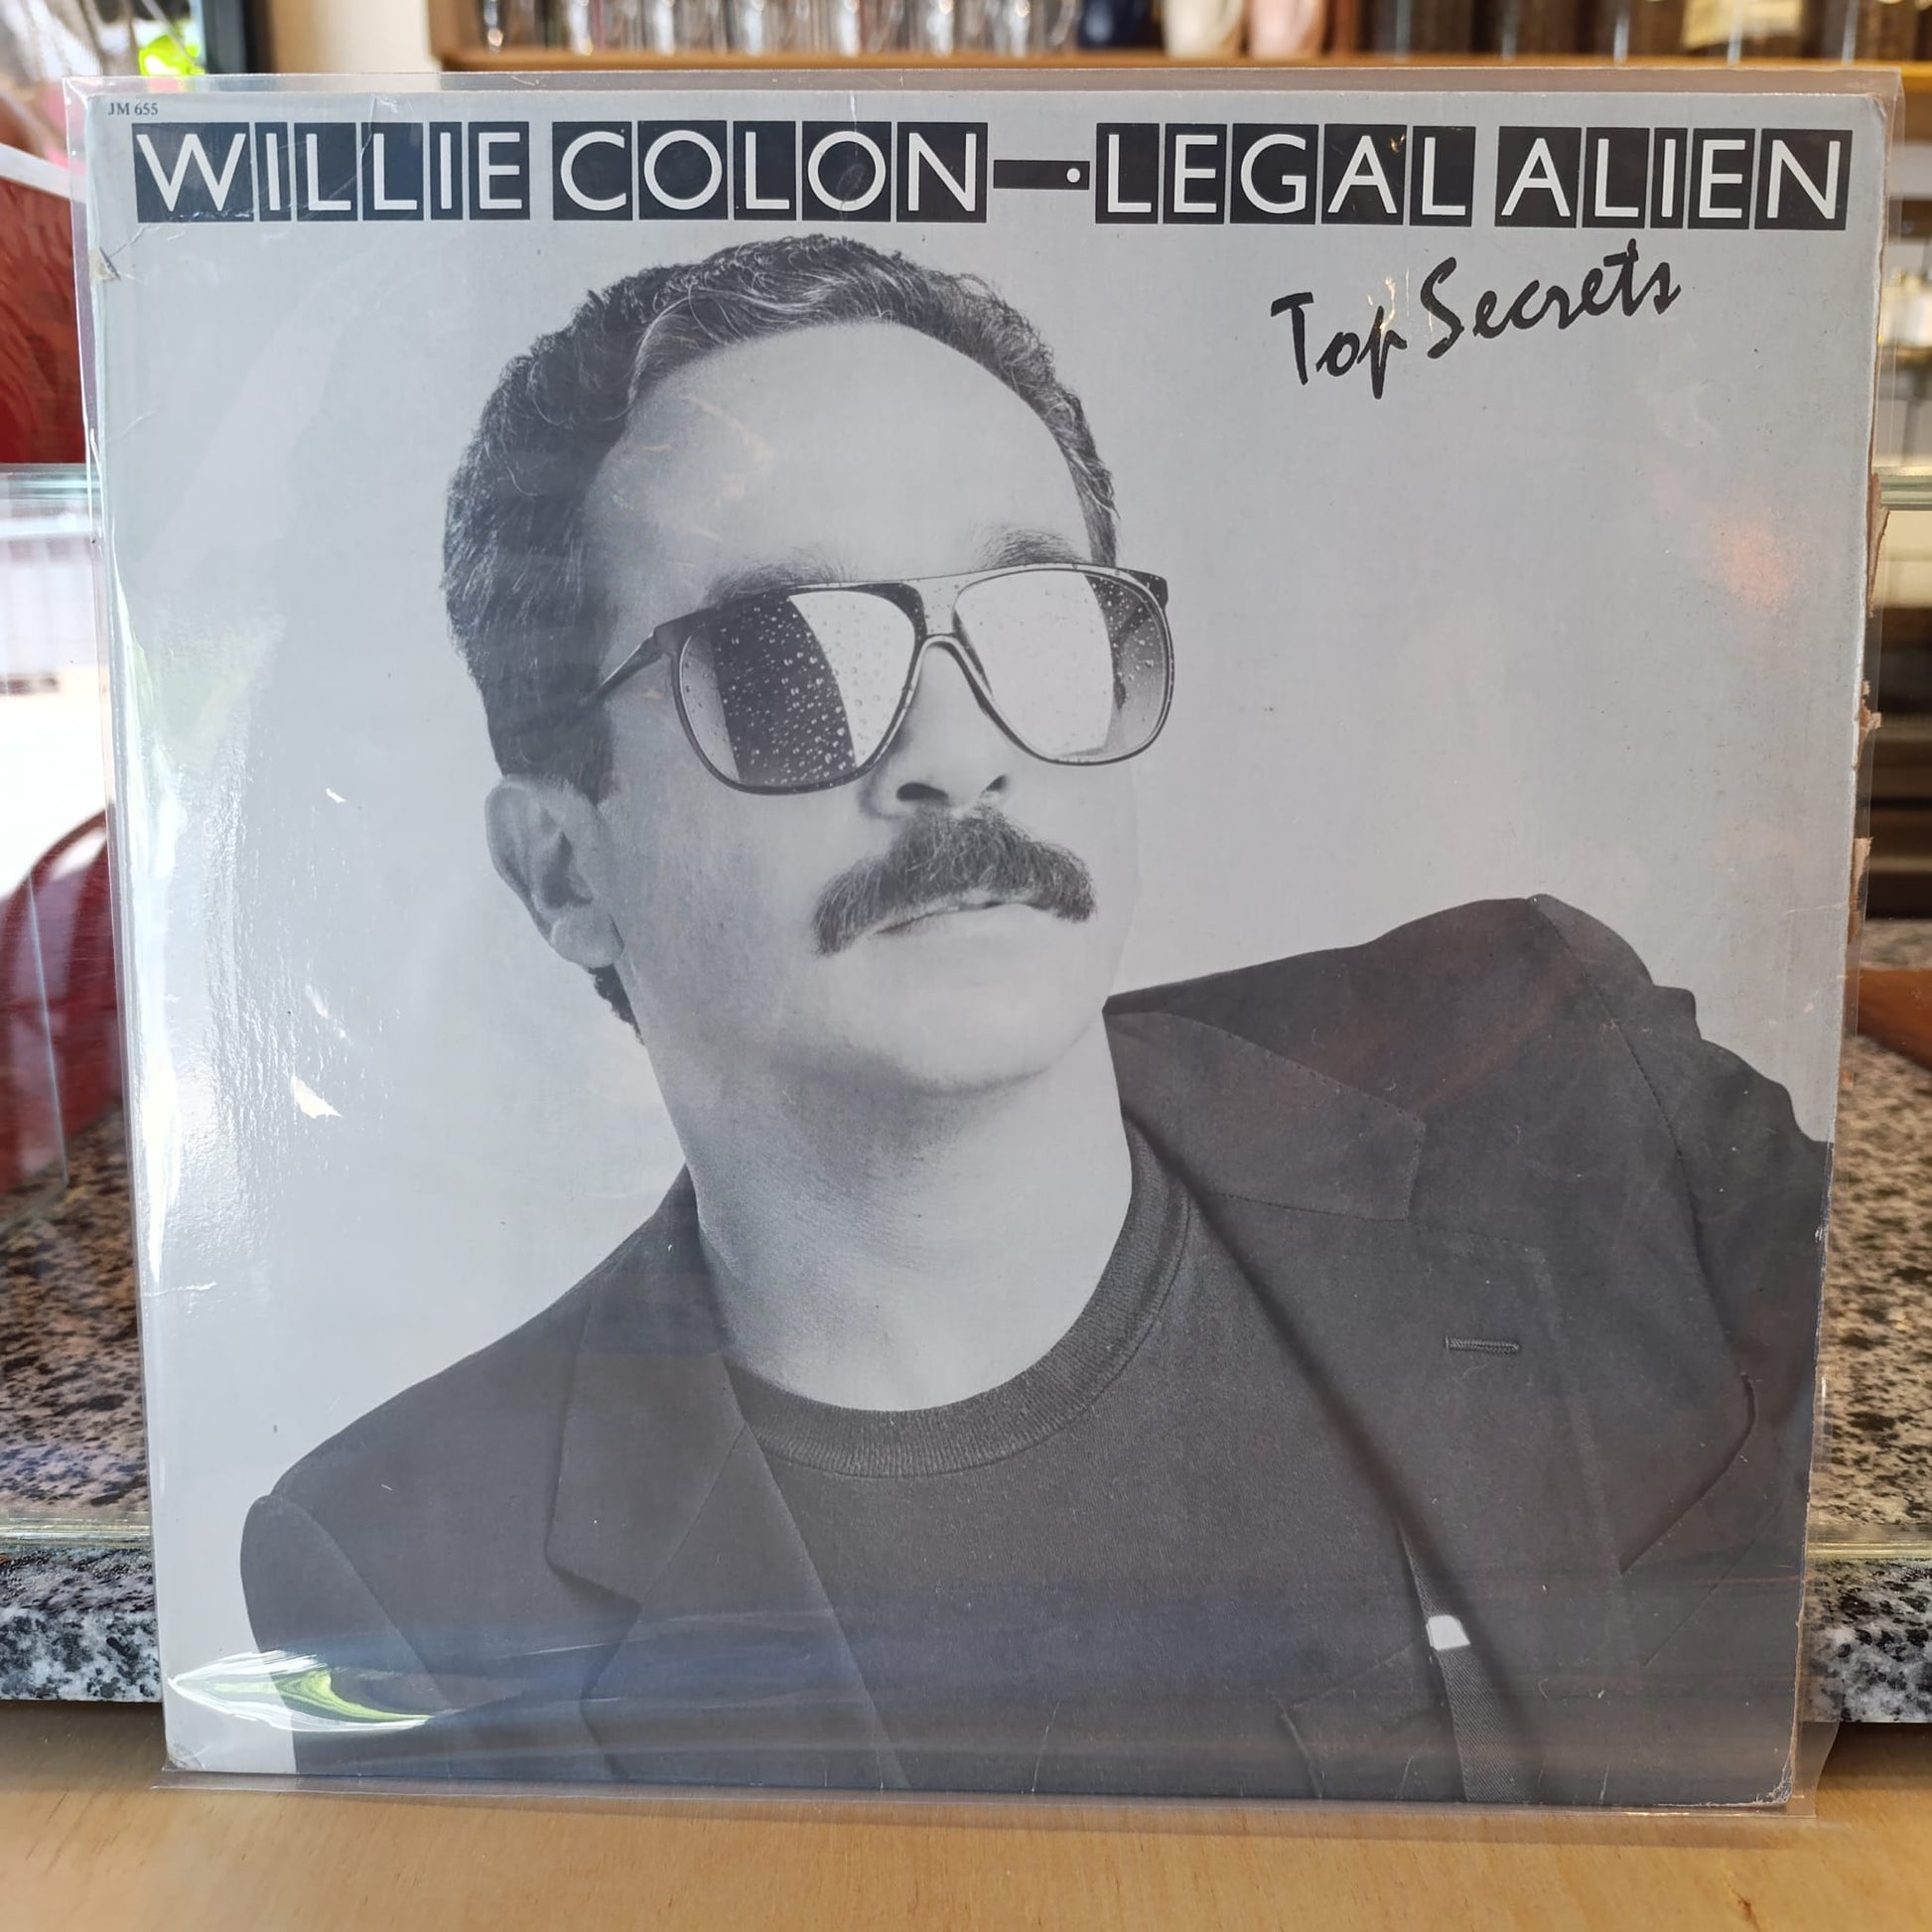 JM 655
WILLIE COLON—LEGAL ALIEN
Top Secrets